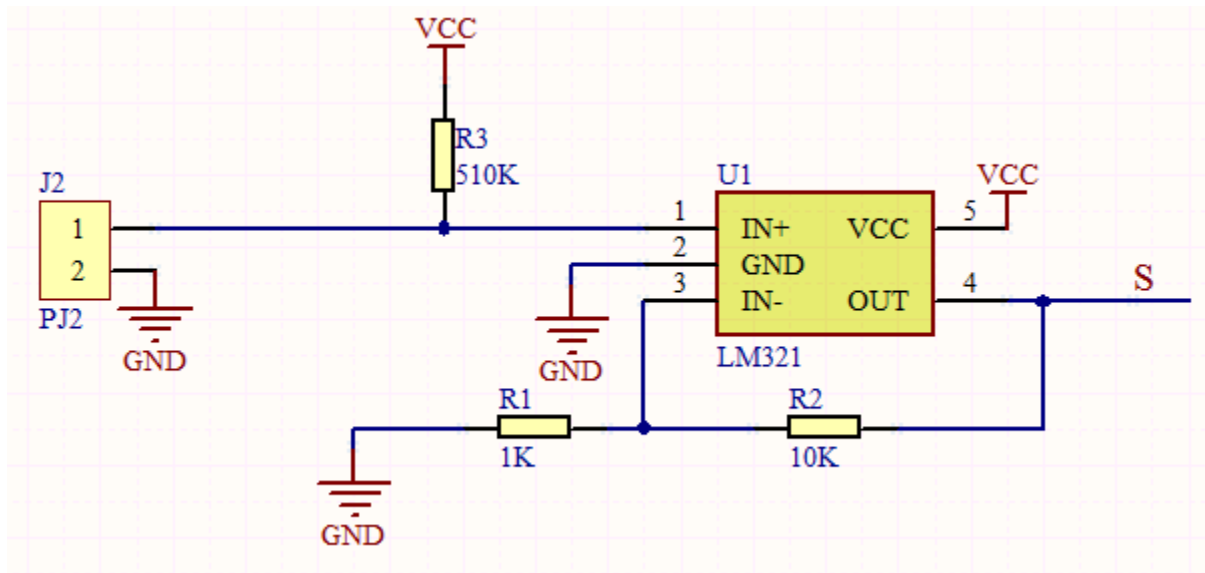 VCC
R3
510K
J2
1
2
PJ2
GND
U1
VCC
1
IN+
VCC
5
2
GND
3
IN-
OUT
4
S
LM321
GND
R1
1K
R2
10K
GND